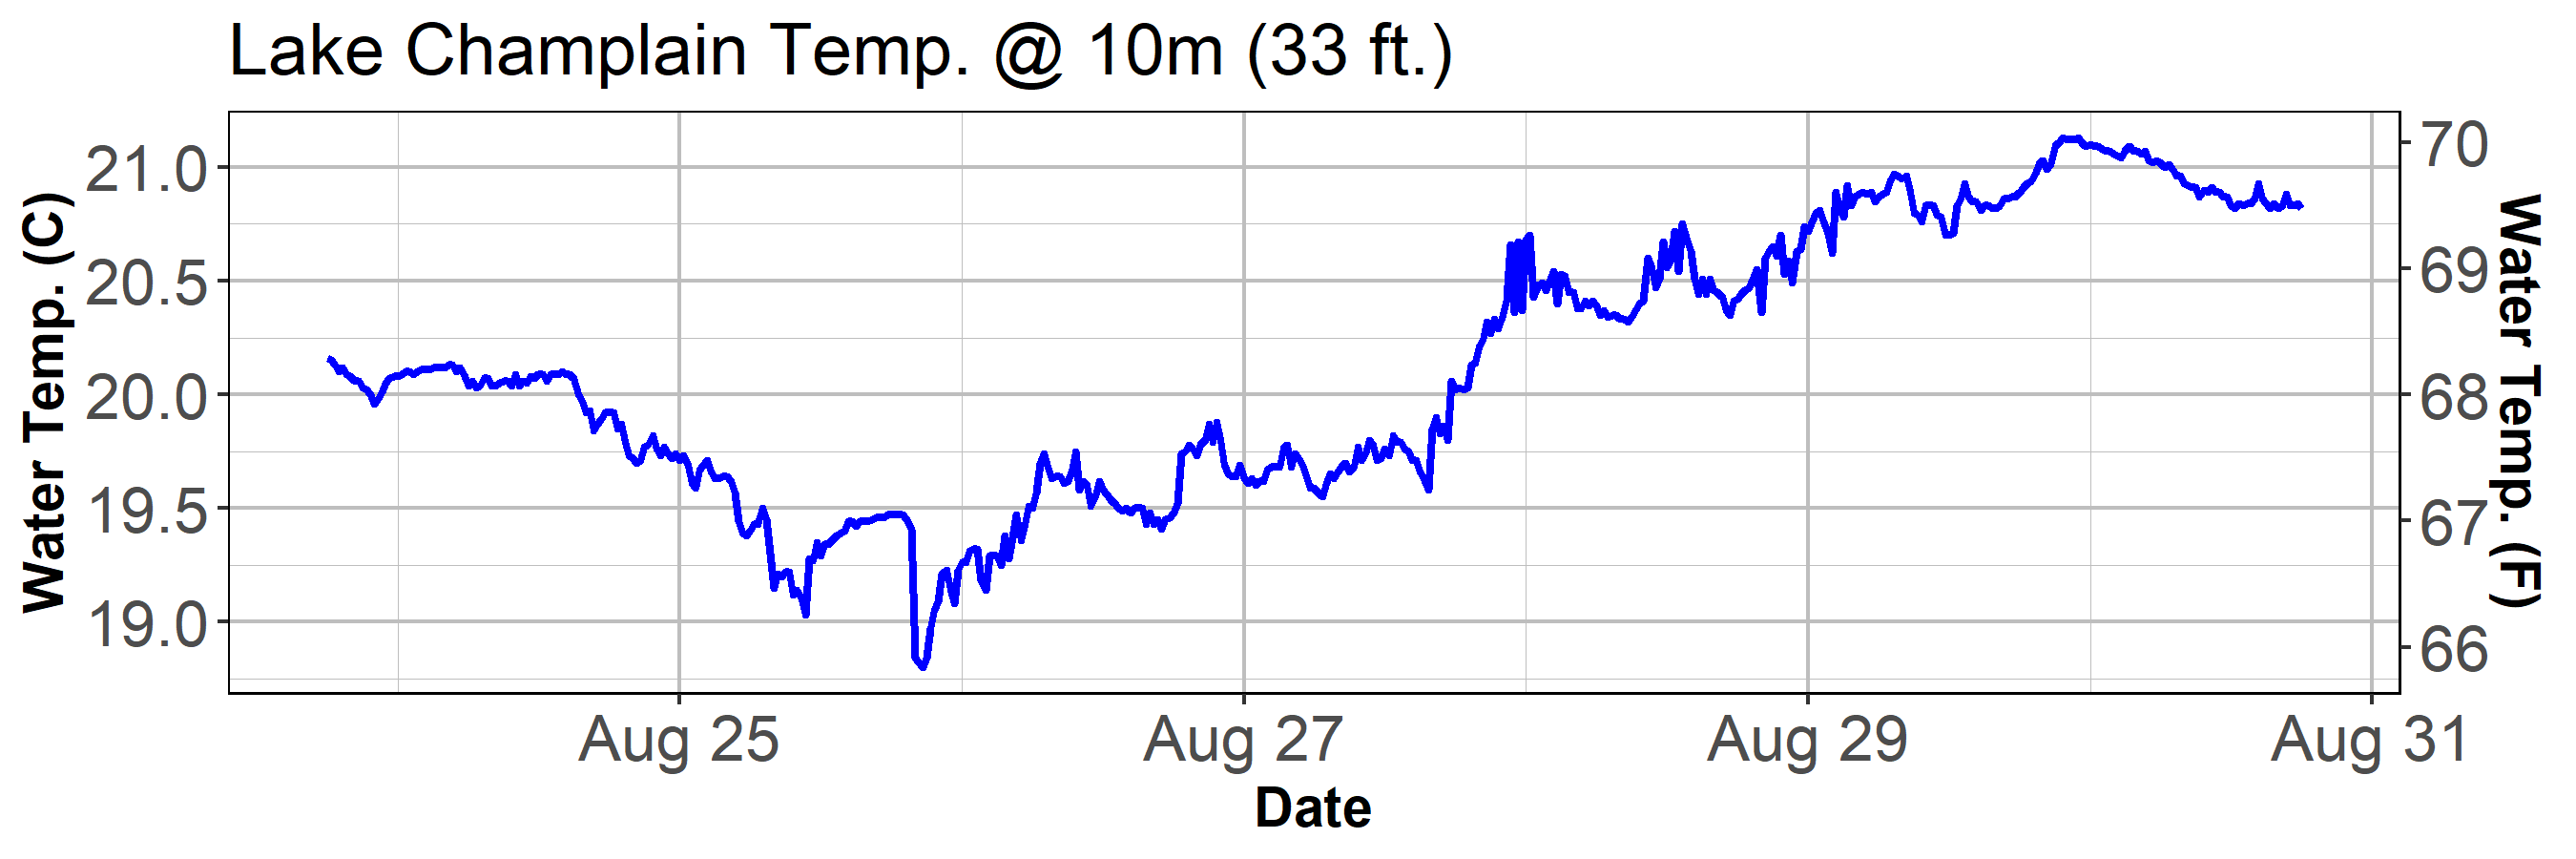 Lake Champlain Temp. @ 10m (33 ft.)
Water Temp. (C)
21.0
20.5
20.0
19.5
19.0
70
69
68
67
66
Water Temp. (F)
Aug 25 Aug 27 Aug 29 Aug 31
Date